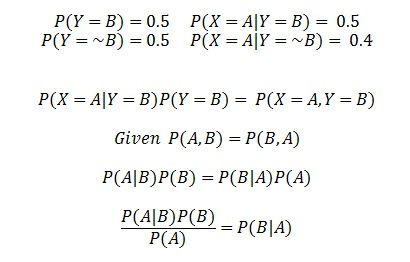 P(Y = B) = 0.5 P(X = A|Y = B) = 0.5
P(Y = ~B) = 0.5 P(X = A|Y = ~B) = 0.4
P(X = A|Y = B)P(Y = B) = P(X = A, Y = B)
Given P(A, B) = P(B, A)
P(A|B)P(B) = P(B|A)P(A)
P(A|B)P(B)
P(A)
= P(B|A)